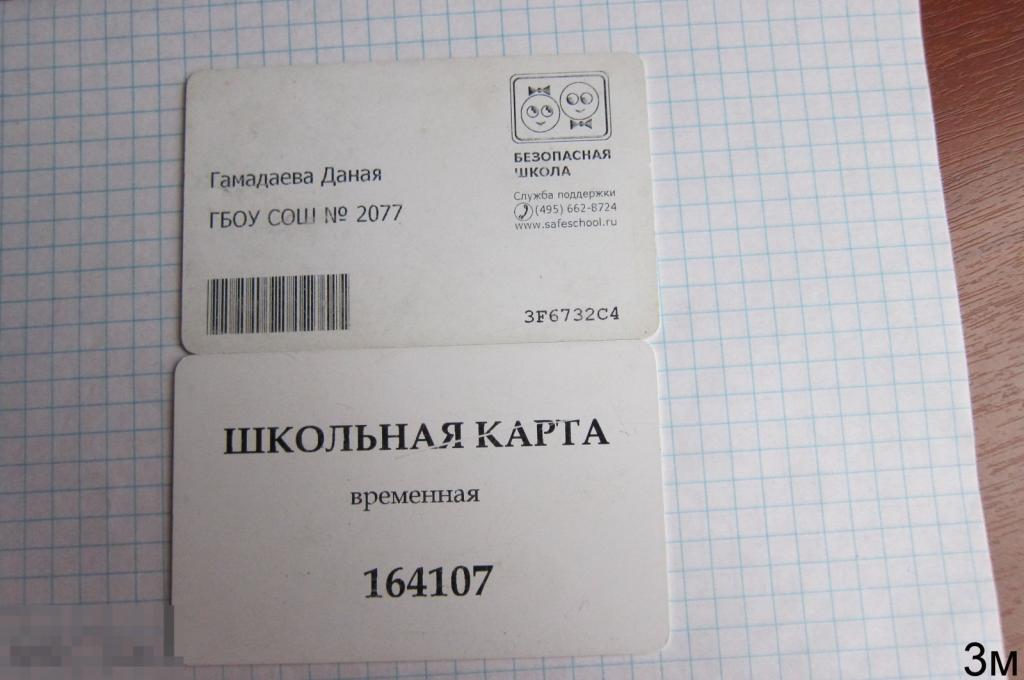 БЕЗОПАСНАЯ
ШКОЛА
Гамадаева Даная
Служба поддержки
(495) 662-8724
ГБОУ СОШ № 2077
www.safeschool.ru
3F6732C4
ШКОЛЬНАЯ КАРТА
временная
164107
3м